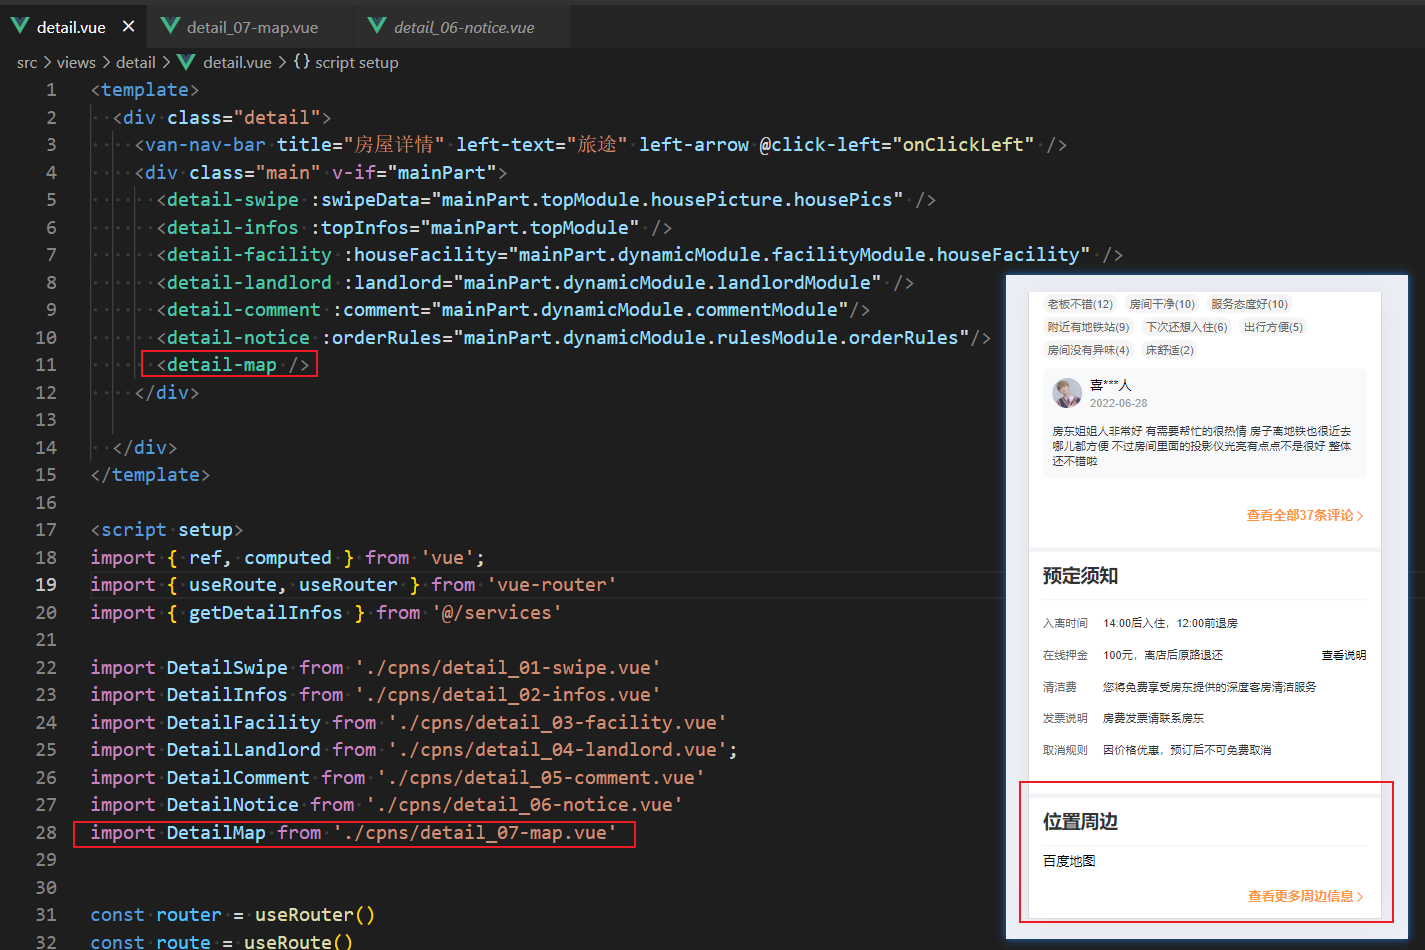 detail.vue × detail_07-map.vue detail_06-notice.vue
src > views > detail > detail.vue > {} script setup
1 <template>
2 <div class="detail">
3 <van-nav-bar title="房屋详情" left-text="旅途" left-arrow @click-left="onClickLeft" />
4 <div class="main" v-if="mainPart">
5 <detail-swipe :swipeData="mainPart.topModule.housePicture.housePics" />
6 <detail-infos :topInfos="mainPart.topModule" />
7 <detail-facility :houseFacility="mainPart.dynamicModule.facilityModule.houseFacility" />
8 <detail-landlord :landlord="mainPart.dynamicModule.landlordModule" />
9 <detail-comment :comment="mainPart.dynamicModule.commentModule"/>
10 <detail-notice :orderRules="mainPart.dynamicModule.rulesModule.orderRules"/>
11 <detail-map />
12 </div>
13
14 </div>
15 </template>
16
17 <script setup>
18 import { ref, computed } from 'vue';
19 import { useRoute, useRouter } from 'vue-router'
20 import { getDetailInfos } from '@/services'
21
22 import DetailSwipe from './cpns/detail_01-swipe.vue'
23 import DetailInfos from './cpns/detail_02-infos.vue'
24 import DetailFacility from './cpns/detail_03-facility.vue'
25 import DetailLandlord from './cpns/detail_04-landlord.vue';
26 import DetailComment from './cpns/detail_05-comment.vue'
27 import DetailNotice from './cpns/detail_06-notice.vue'
28 import DetailMap from './cpns/detail_07-map.vue'
29
30
31 const router = useRouter()
32 const route = useRoute()
老板不错(12) 房间干净(10) 服务态度好(10)
附近有地铁站(9) 下次还想入住(6) 出行方便(5)
房间没有异味(4) 床舒适(2)
喜***人
2022-06-28
房东姐姐人非常好 有需要帮忙的很热情 房子离地铁也很近去
哪儿都方便 不过房间里面的投影仪光亮有点点不是很好 整体
还不错啦
查看全部37条评论 >
预定须知
入离时间 14:00后入住，12:00前退房
在线押金 100元，离店后原路退还 查看说明
清洁费 您将免费享受房东提供的深度客房清洁服务
发票说明 房费发票请联系房东
取消规则 因价格优惠，预订后不可免费取消
位置周边
百度地图
查看更多周边信息 >